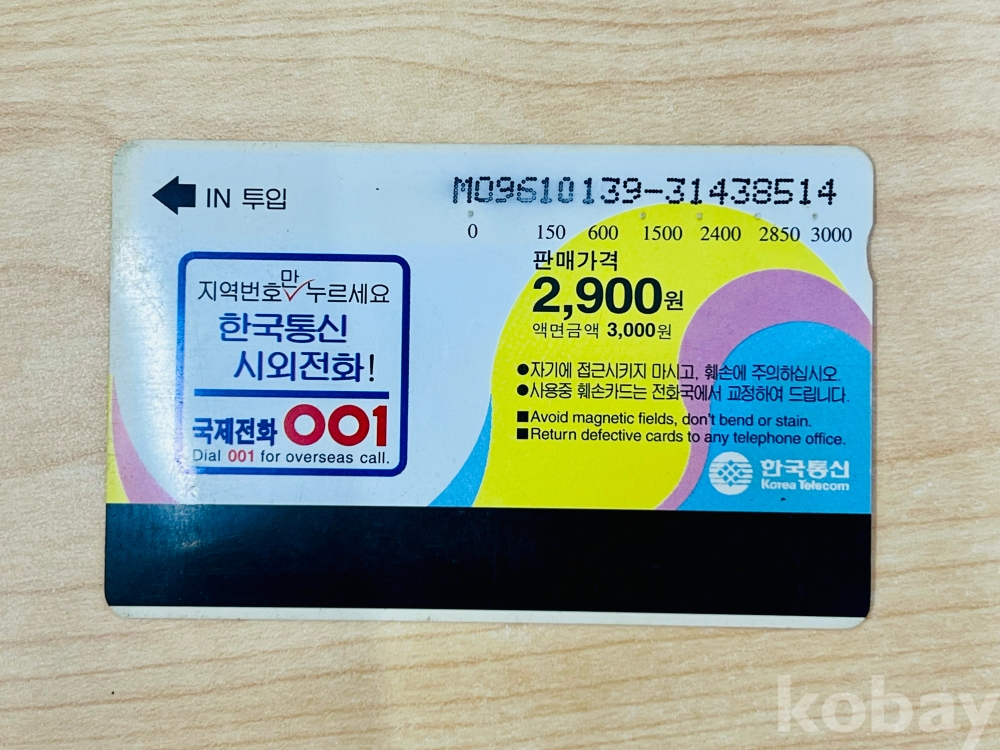 IN 투입
M09610139-31438514
0 150 600 1500 2400 2850 3000
지역번호만 누르세요
한국통신
시외전화!
국제전화 001
Dial 001 for overseas call.
판매가격
2,900원
액면금액 3,000원
●자기에 접근시키지 마시고, 훼손에 주의하십시오.
●사용중 훼손카드는 전화국에서 교정하여 드립니다.
■Avoid magnetic fields, don't bend or stain.
■Return defective cards to any telephone office.
한국통신
Korea Telecom
kobay